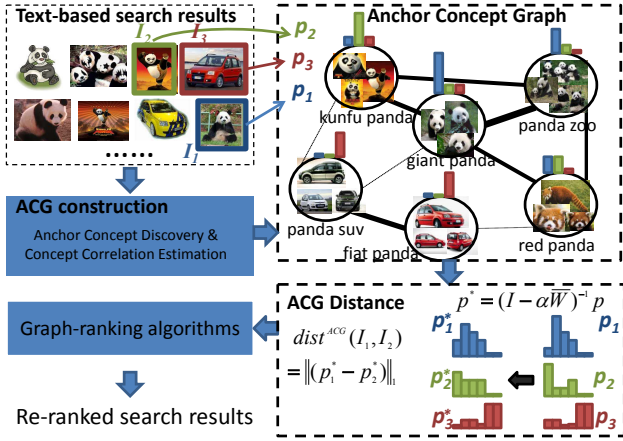 Text-based search results
I₂
I₃
p₂
p₃
p₁
I₁
......
Anchor Concept Graph
kunfu panda
panda zoo
giant panda
panda suv
fiat panda
red panda
ACG construction
Anchor Concept Discovery &
Concept Correlation Estimation
ACG Distance
p* = (I − αW̅)⁻¹ p
dist^ACG (I₁, I₂)
= ‖(p₁* − p₂*)‖₁
p₁*
p₁
p₂*
p₂
p₃*
p₃
Graph-ranking algorithms
Re-ranked search results